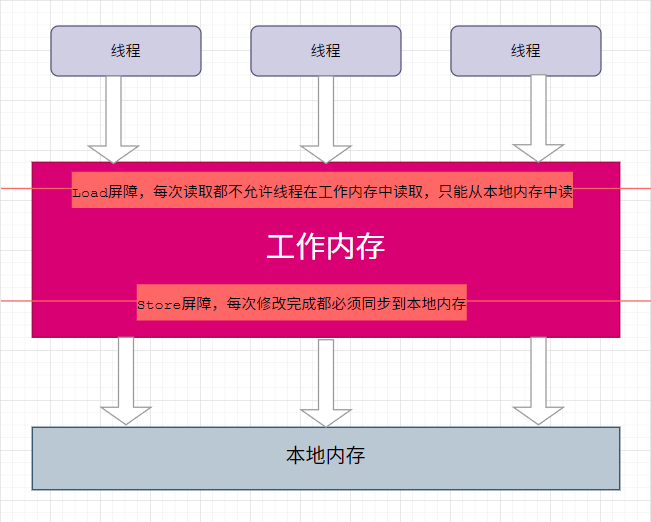 线程 线程 线程
Load屏障，每次读取都不允许线程在工作内存中读取，只能从本地内存中读
工作内存
Store屏障，每次修改完成都必须同步到本地内存
本地内存